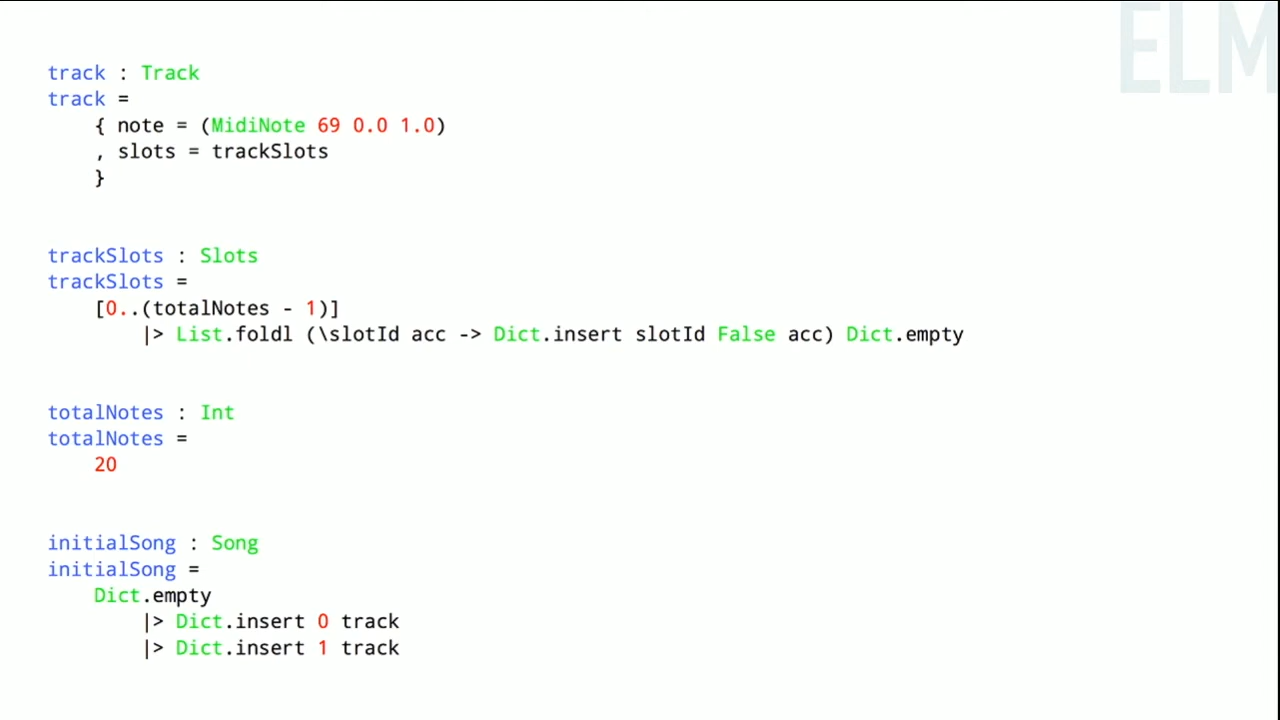 ELM
track : Track
track =
    { note = (MidiNote 69 0.0 1.0)
    , slots = trackSlots
    }
trackSlots : Slots
trackSlots =
    [0..(totalNotes - 1)]
        |> List.foldl (\slotId acc -> Dict.insert slotId False acc) Dict.empty
totalNotes : Int
totalNotes =
    20
initialSong : Song
initialSong =
    Dict.empty
        |> Dict.insert 0 track
        |> Dict.insert 1 track